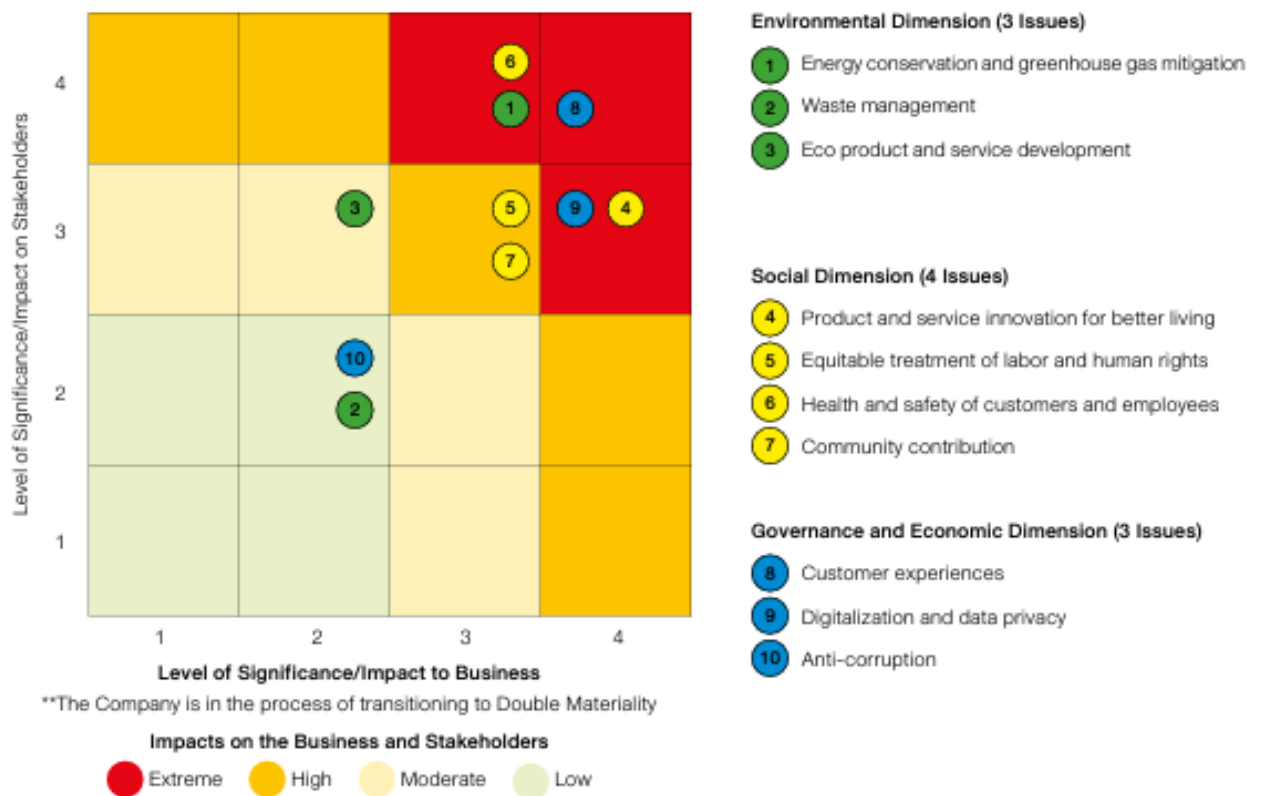 Level of Significance/Impact on Stakeholders
4
3
2
1
6
1
8
3
5
9
4
7
10
2
1
2
3
4
Level of Significance/Impact to Business
**The Company is in the process of transitioning to Double Materiality
Impacts on the Business and Stakeholders
Extreme
High
Moderate
Low
Environmental Dimension (3 Issues)
1 Energy conservation and greenhouse gas mitigation
2 Waste management
3 Eco product and service development
Social Dimension (4 Issues)
4 Product and service innovation for better living
5 Equitable treatment of labor and human rights
6 Health and safety of customers and employees
7 Community contribution
Governance and Economic Dimension (3 Issues)
8 Customer experiences
9 Digitalization and data privacy
10 Anti-corruption